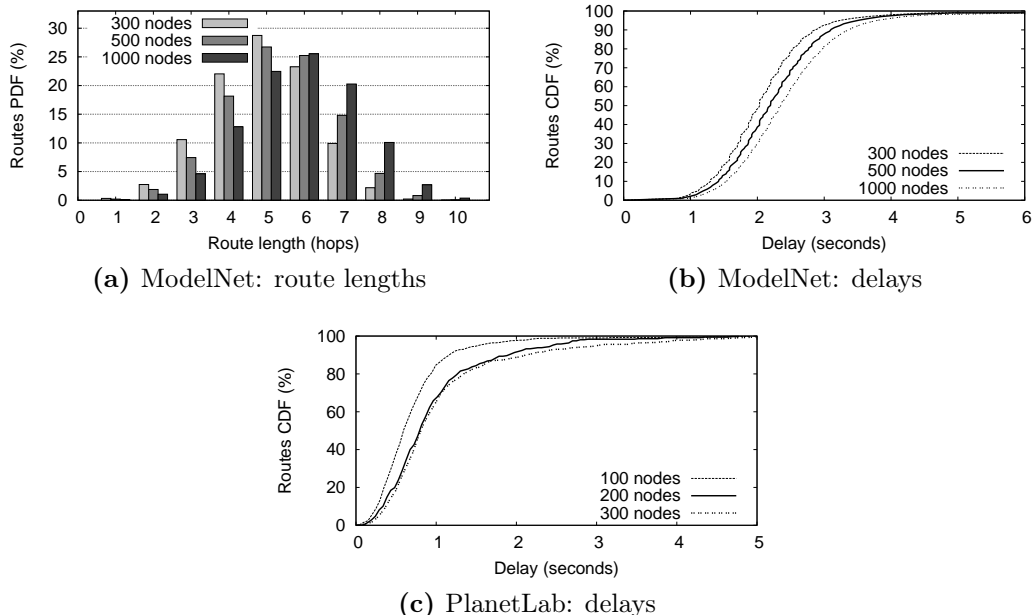 300 nodes
500 nodes
1000 nodes
Routes PDF (%)
30
25
20
15
10
5
0
0 1 2 3 4 5 6 7 8 9 10
Route length (hops)
(a) ModelNet: route lengths
Routes CDF (%)
100
90
80
70
60
50
40
30
20
10
0
300 nodes
500 nodes
1000 nodes
0 1 2 3 4 5 6
Delay (seconds)
(b) ModelNet: delays
Routes CDF (%)
100
80
60
40
20
0
100 nodes
200 nodes
300 nodes
0 1 2 3 4 5
Delay (seconds)
(c) PlanetLab: delays